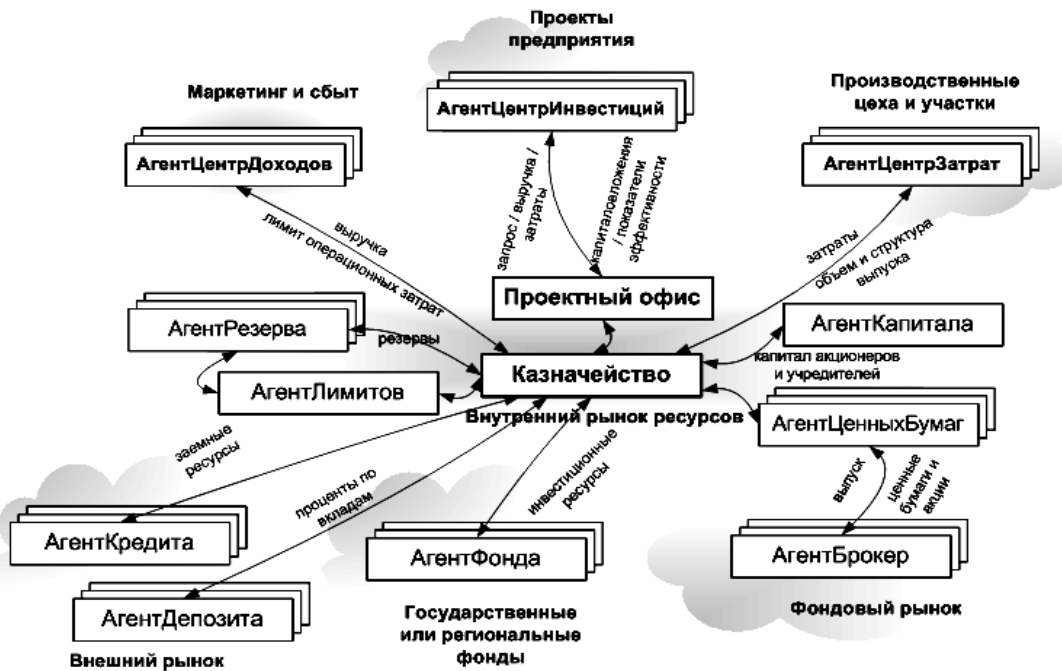 Проекты
предприятия
АгентЦентрИнвестиций
Маркетинг и сбыт
АгентЦентрДоходов
Производственные
цеха и участки
АгентЦентрЗатрат
запрос / выручка /
затраты
капиталовложения
/ показатели
эффективности
выручка
лимит операционных затрат
затраты
объем и структура
выпуска
Проектный офис
АгентРезерва
резервы
АгентКапитала
капитал акционеров
и учредителей
Казначейство
АгентЛимитов
Внутренний рынок ресурсов
АгентЦенныхБумаг
заемные
ресурсы
проценты по
вкладам
инвестиционные
ресурсы
выпуск
ценные
бумаги и
акции
АгентКредита
АгентФонда
АгентБрокер
АгентДепозита
Государственные
или региональные
фонды
Фондовый рынок
Внешний рынок